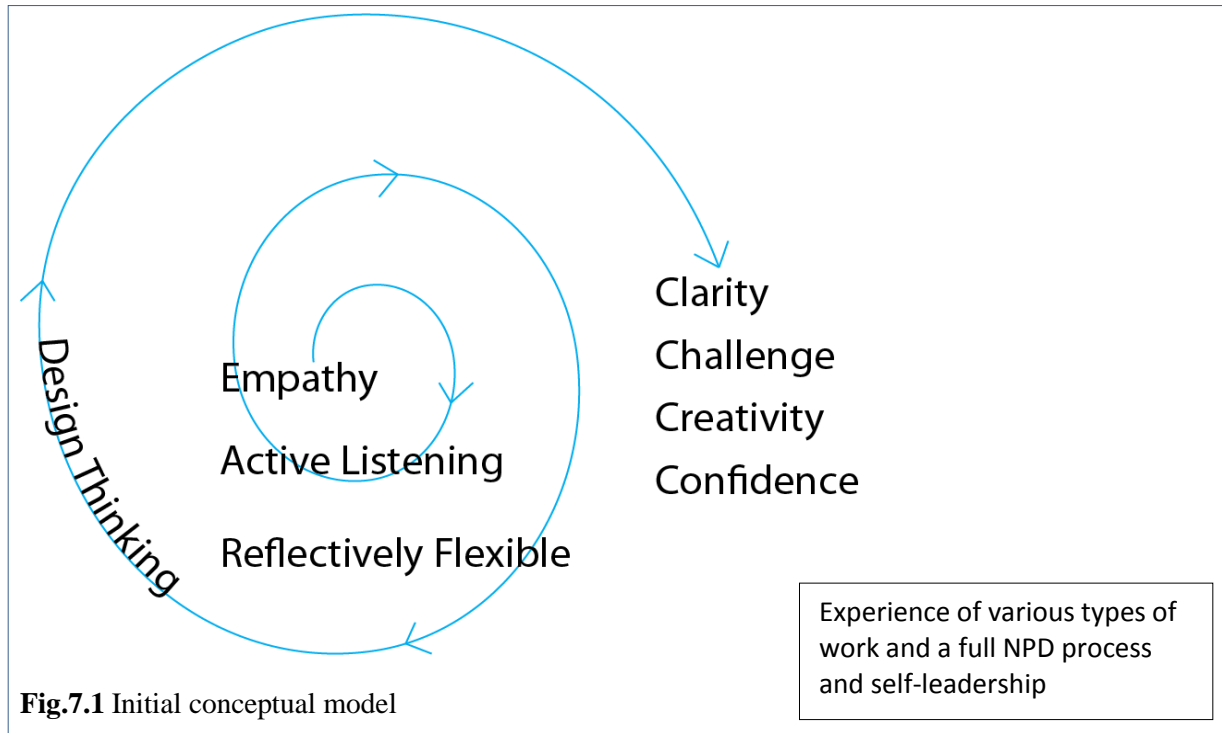 Design Thinking
Empathy
Active Listening
Reflectively Flexible
Clarity
Challenge
Creativity
Confidence
Experience of various types of
work and a full NPD process
and self-leadership
Fig.7.1 Initial conceptual model